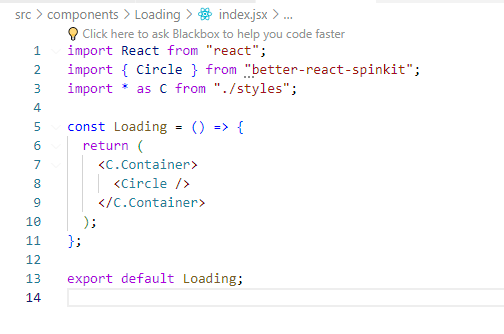 src > components > Loading > index.jsx > ...
Click here to ask Blackbox to help you code faster
1 import React from "react";
2 import { Circle } from "better-react-spinkit";
3 import * as C from "./styles";
4
5 const Loading = () => {
6 return (
7 <C.Container>
8 <Circle />
9 </C.Container>
10 );
11 };
12
13 export default Loading;
14